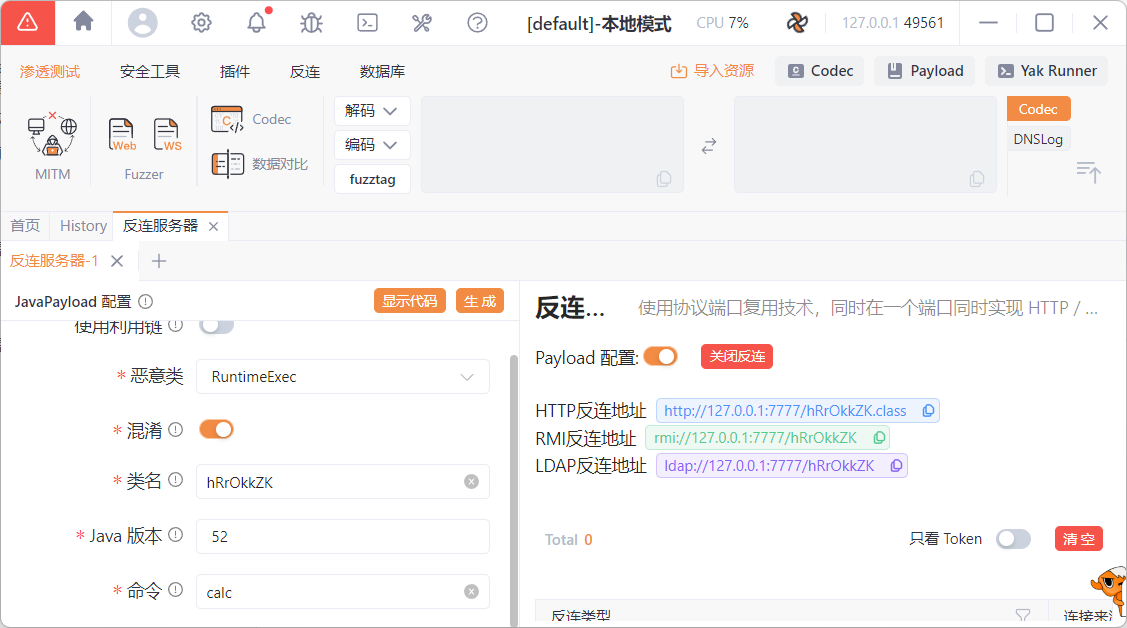 [default]-本地模式 CPU 7% 127.0.0.1 49561
渗透测试 安全工具 插件 反连 数据库 导入资源 Codec Payload Yak Runner
MITM
Web WS
Fuzzer
Codec
数据对比
解码
编码
fuzztag
Codec
DNSLog
首页 History 反连服务器
反连服务器-1
JavaPayload 配置 显示代码 生 成
使用利用链
* 恶意类 RuntimeExec
* 混淆
* 类名 hRrOkkZK
* Java 版本 52
* 命令 calc
反连... 使用协议端口复用技术，同时在一个端口同时实现 HTTP / ...
Payload 配置: 关闭反连
HTTP反连地址 http://127.0.0.1:7777/hRrOkkZK.class
RMI反连地址 rmi://127.0.0.1:7777/hRrOkkZK
LDAP反连地址 ldap://127.0.0.1:7777/hRrOkkZK
Total 0 只看 Token 清 空
反连类型 连接来